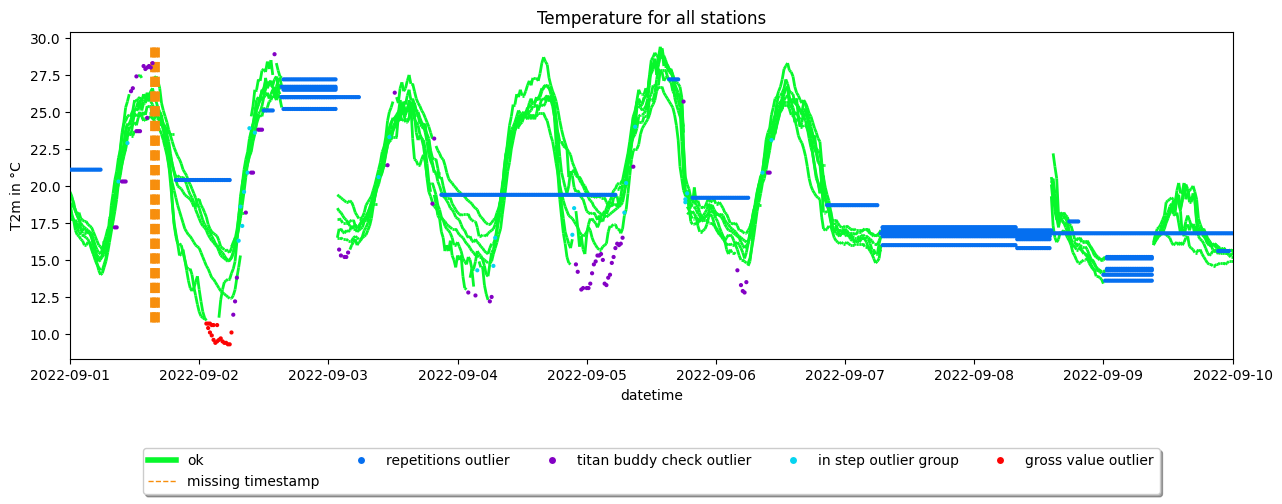 Temperature for all stations
T2m in °C
30.0
27.5
25.0
22.5
20.0
17.5
15.0
12.5
10.0
2022-09-01 2022-09-02 2022-09-03 2022-09-04 2022-09-05 2022-09-06 2022-09-07 2022-09-08 2022-09-09 2022-09-10
datetime
ok repetitions outlier titan buddy check outlier in step outlier group gross value outlier
missing timestamp